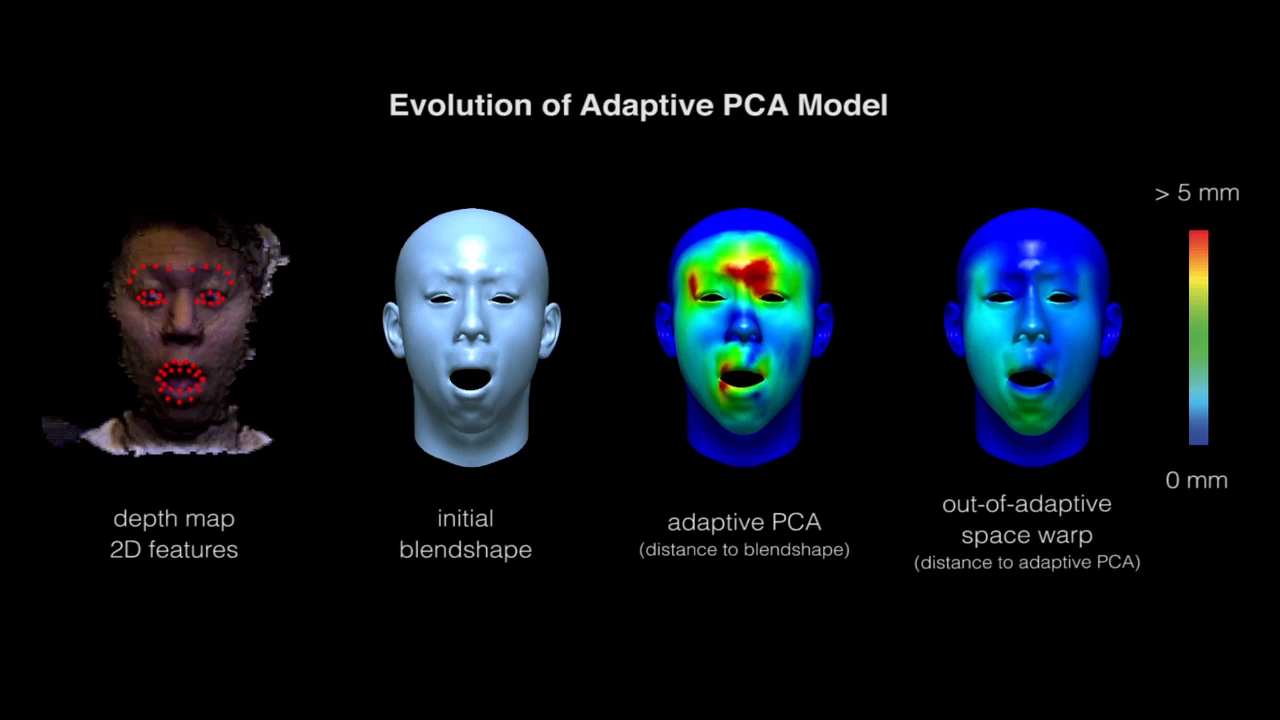 Evolution of Adaptive PCA Model
> 5 mm
0 mm
depth map
2D features
initial
blendshape
adaptive PCA
(distance to blendshape)
out-of-adaptive
space warp
(distance to adaptive PCA)